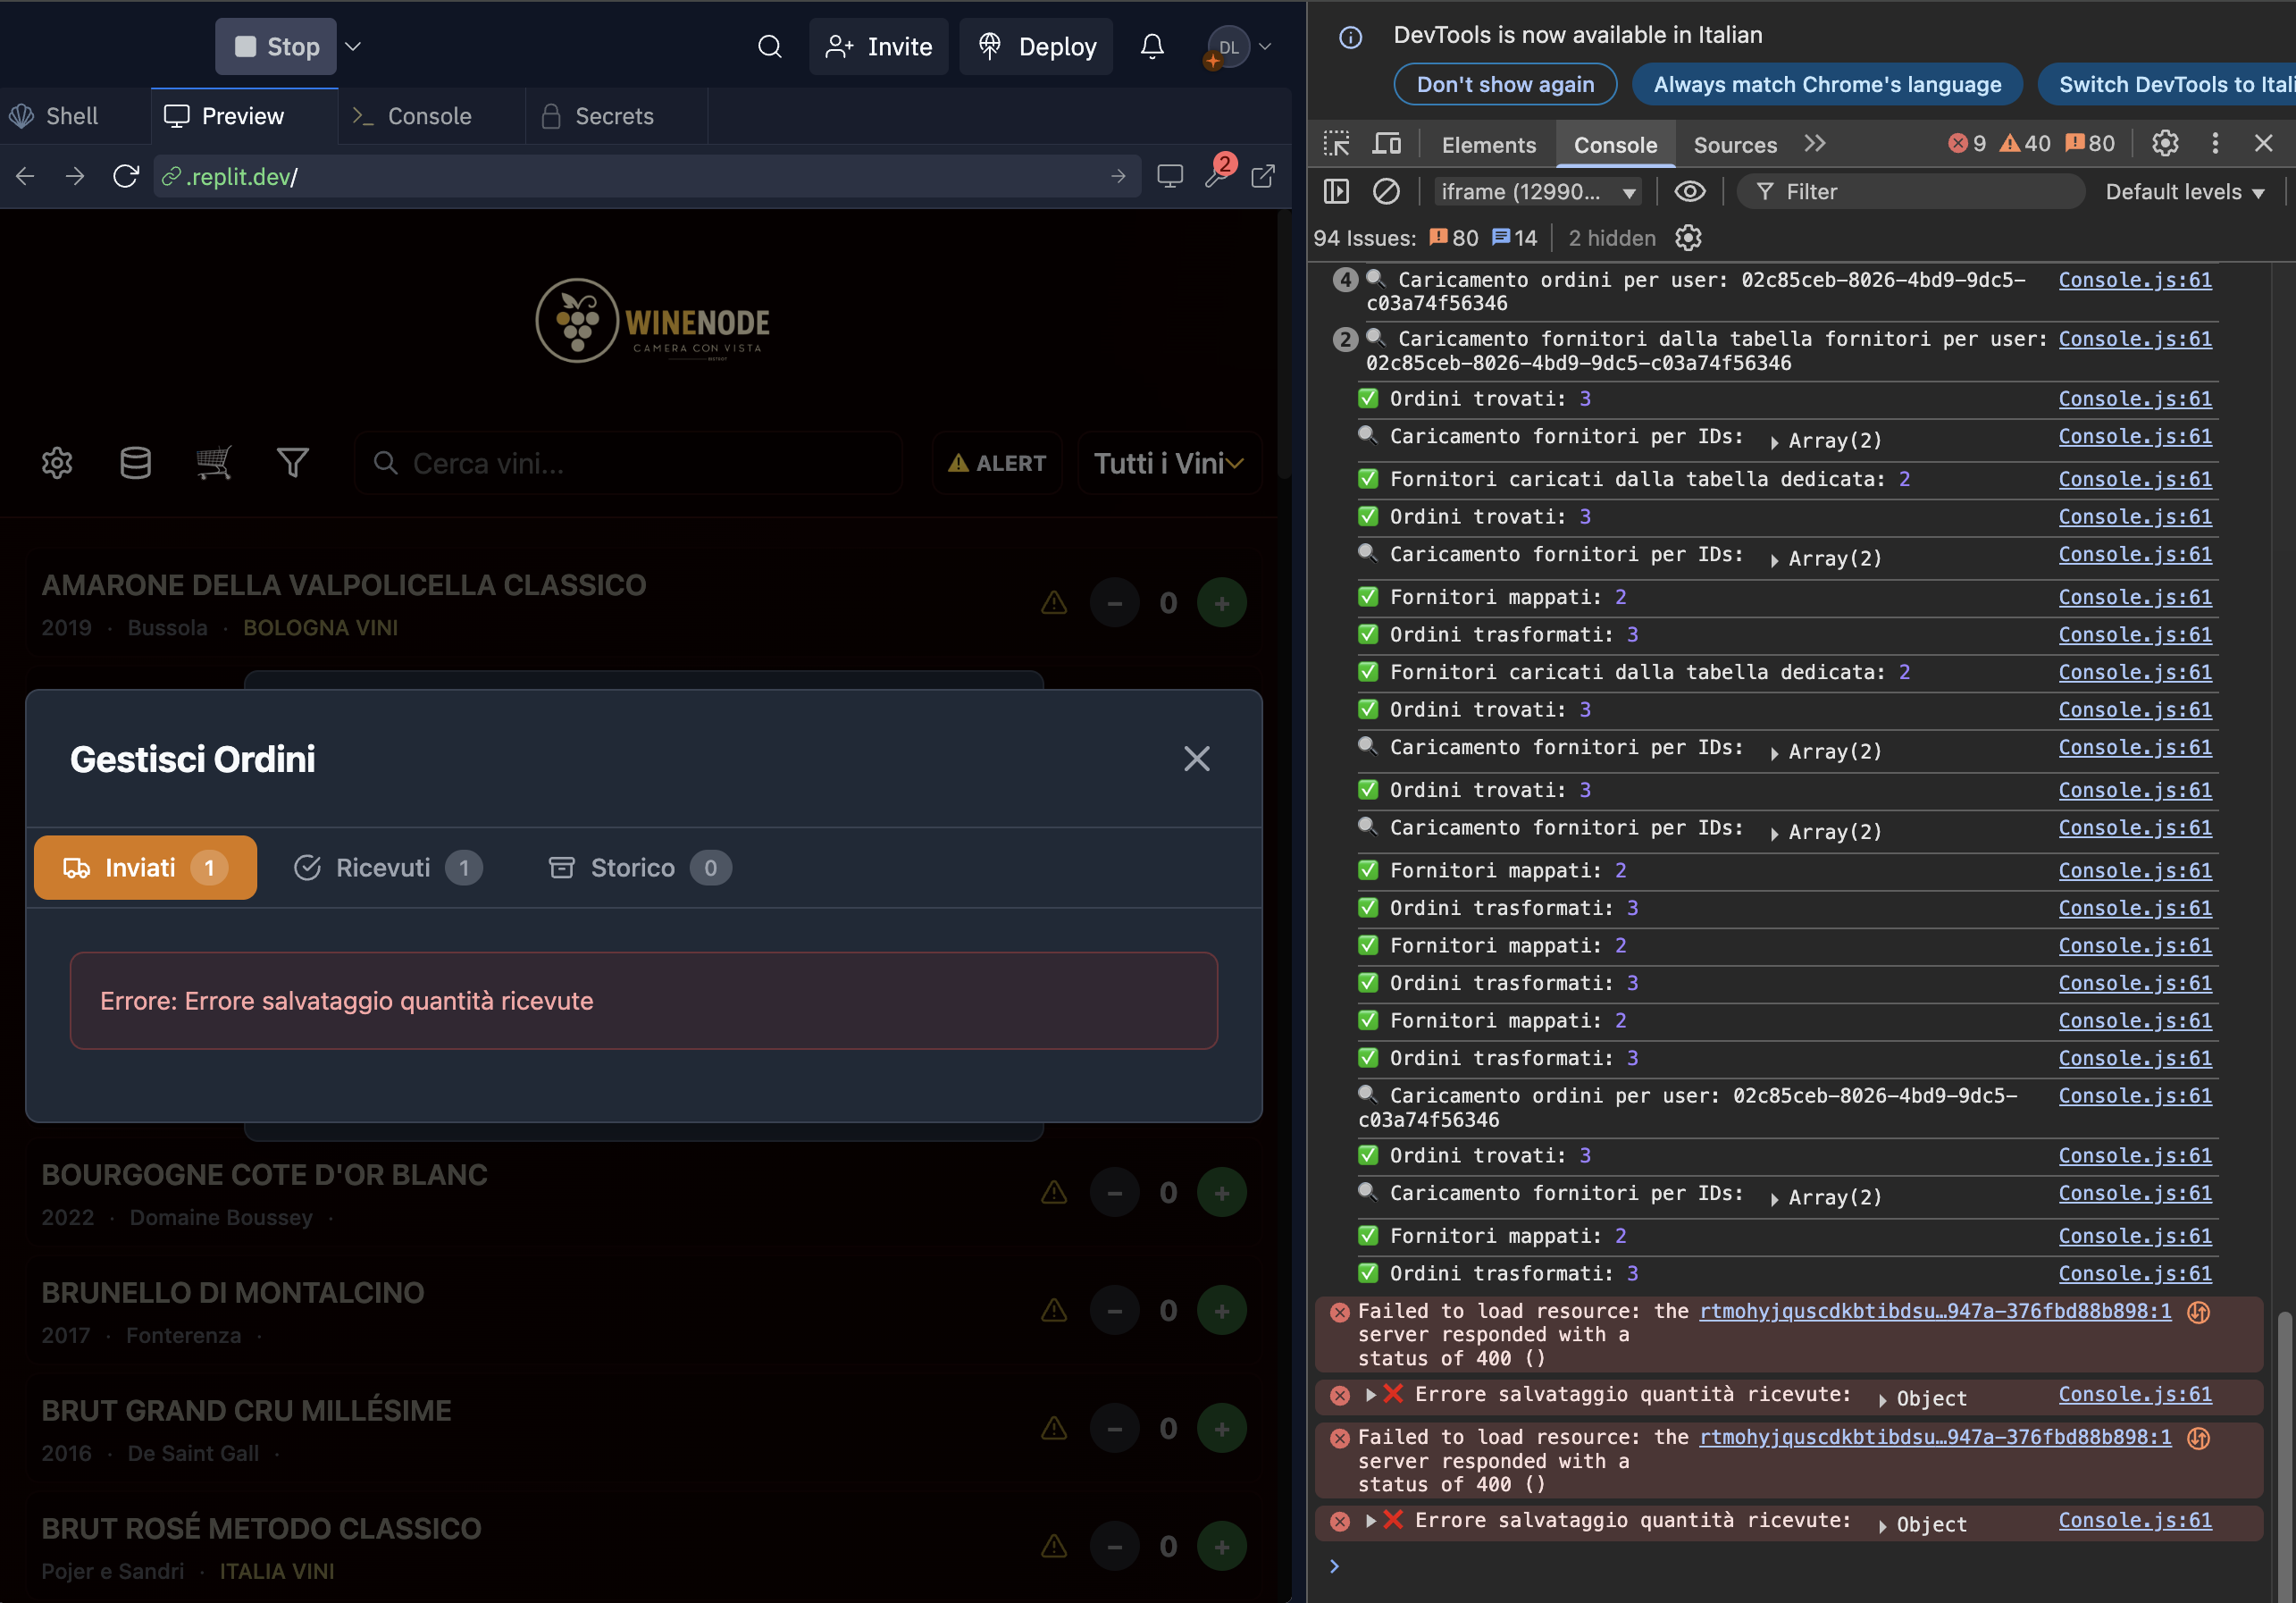 Stop
Invite
Deploy
DL
Shell
Preview
Console
Secrets
.replit.dev/
2
WINENODE
CAMERA CON VISTA
Cerca vini...
ALERT
Tutti i Vini
AMARONE DELLA VALPOLICELLA CLASSICO
2019 · Bussola · BOLOGNA VINI
0
Gestisci Ordini
Inviati 1
Ricevuti 1
Storico 0
Errore: Errore salvataggio quantità ricevute
BOURGOGNE COTE D'OR BLANC
2022 · Domaine Boussey ·
0
BRUNELLO DI MONTALCINO
2017 · Fonterenza ·
0
BRUT GRAND CRU MILLÉSIME
2016 · De Saint Gall ·
0
BRUT ROSÉ METODO CLASSICO
Pojer e Sandri · ITALIA VINI
0
DevTools is now available in Italian
Don't show again
Always match Chrome's language
Switch DevTools to Itali
Elements
Console
Sources
9 40 80
iframe (12990...
Filter
Default levels
94 Issues: 80 14
2 hidden
4 Caricamento ordini per user: 02c85ceb-8026-4bd9-9dc5- Console.js:61
c03a74f56346
2 Caricamento fornitori dalla tabella fornitori per user: Console.js:61
02c85ceb-8026-4bd9-9dc5-c03a74f56346
Ordini trovati: 3 Console.js:61
Caricamento fornitori per IDs: Array(2) Console.js:61
Fornitori caricati dalla tabella dedicata: 2 Console.js:61
Ordini trovati: 3 Console.js:61
Caricamento fornitori per IDs: Array(2) Console.js:61
Fornitori mappati: 2 Console.js:61
Ordini trasformati: 3 Console.js:61
Fornitori caricati dalla tabella dedicata: 2 Console.js:61
Ordini trovati: 3 Console.js:61
Caricamento fornitori per IDs: Array(2) Console.js:61
Ordini trovati: 3 Console.js:61
Caricamento fornitori per IDs: Array(2) Console.js:61
Fornitori mappati: 2 Console.js:61
Ordini trasformati: 3 Console.js:61
Fornitori mappati: 2 Console.js:61
Ordini trasformati: 3 Console.js:61
Fornitori mappati: 2 Console.js:61
Ordini trasformati: 3 Console.js:61
Caricamento ordini per user: 02c85ceb-8026-4bd9-9dc5- Console.js:61
c03a74f56346
Ordini trovati: 3 Console.js:61
Caricamento fornitori per IDs: Array(2) Console.js:61
Fornitori mappati: 2 Console.js:61
Ordini trasformati: 3 Console.js:61
Failed to load resource: the rtmohyjquscdkbtibdsu…947a-376fbd88b898:1
server responded with a
status of 400 ()
Errore salvataggio quantità ricevute: Object Console.js:61
Failed to load resource: the rtmohyjquscdkbtibdsu…947a-376fbd88b898:1
server responded with a
status of 400 ()
Errore salvataggio quantità ricevute: Object Console.js:61